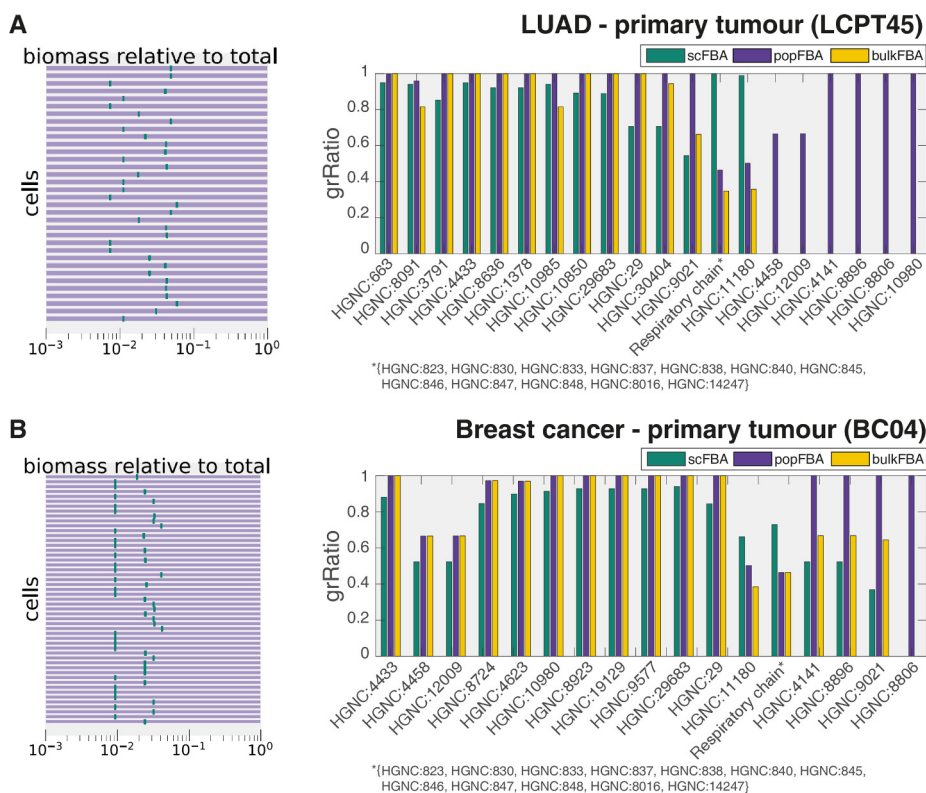 A
LUAD - primary tumour (LCPT45)
biomass relative to total
cells
10⁻³ 10⁻² 10⁻¹ 10⁰
scFBA popFBA bulkFBA
grRatio
1
0.8
0.6
0.4
0.2
0
HGNC:663
HGNC:8091
HGNC:3791
HGNC:4433
HGNC:8636
HGNC:1378
HGNC:10985
HGNC:10850
HGNC:29683
HGNC:29
HGNC:30404
HGNC:9021
Respiratory chain*
HGNC:11180
HGNC:4458
HGNC:12009
HGNC:4141
HGNC:8896
HGNC:8806
HGNC:10980
*{HGNC:823, HGNC:830, HGNC:833, HGNC:837, HGNC:838, HGNC:840, HGNC:845,
HGNC:846, HGNC:847, HGNC:848, HGNC:8016, HGNC:14247}
B
Breast cancer - primary tumour (BC04)
biomass relative to total
cells
10⁻³ 10⁻² 10⁻¹ 10⁰
scFBA popFBA bulkFBA
grRatio
1
0.8
0.6
0.4
0.2
0
HGNC:4433
HGNC:4458
HGNC:12009
HGNC:8724
HGNC:4623
HGNC:10980
HGNC:8923
HGNC:19129
HGNC:9577
HGNC:29683
HGNC:29
HGNC:11180
Respiratory chain*
HGNC:4141
HGNC:8896
HGNC:9021
HGNC:8806
*{HGNC:823, HGNC:830, HGNC:833, HGNC:837, HGNC:838, HGNC:840, HGNC:845,
HGNC:846, HGNC:847, HGNC:848, HGNC:8016, HGNC:14247}